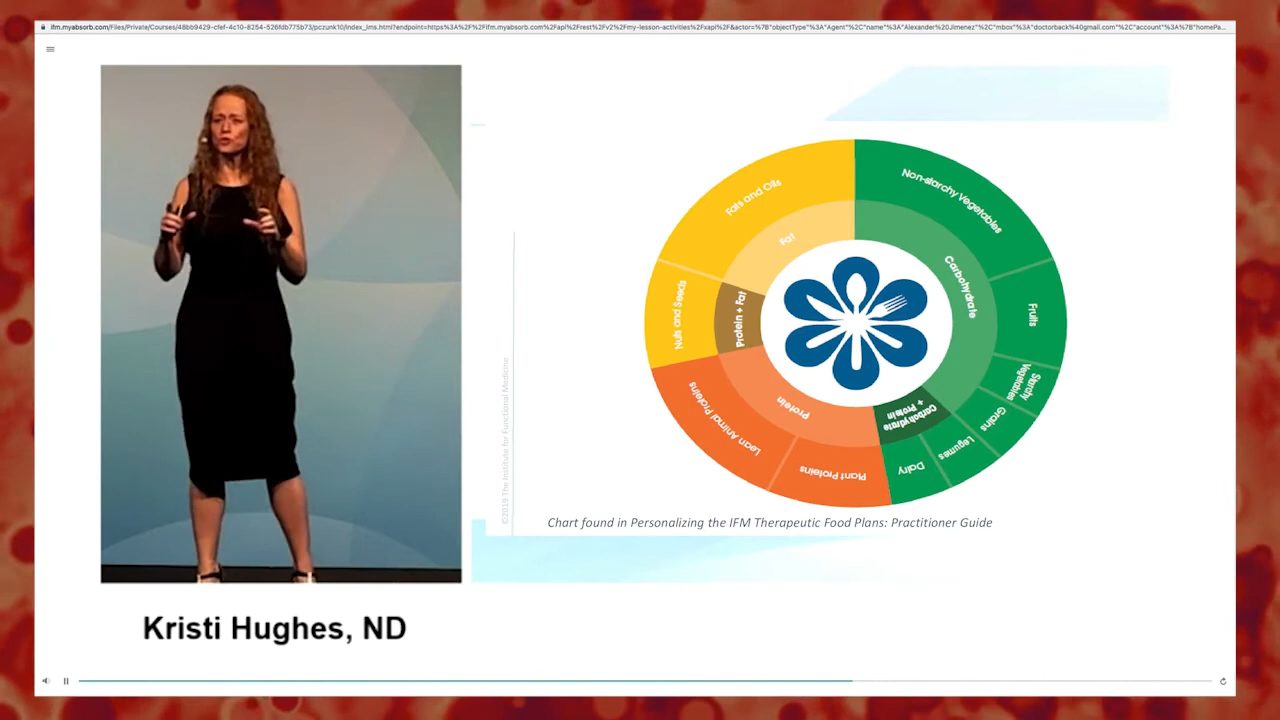 ifm.myabsorb.com/Files/Private/Courses/48bb9429-cfef-4c10-8254-526fdb775b73/pczunk10/index_lms.html?endpoint=https%3A%2F%2Fifm.myabsorb.com%2Fapi%2Frest%2Fv2%2Fmy-lesson-activities%2Fxapi%2F&actor=%7B"objectType"%3A"Agent"%2C"name"%3A"Alexander%20Jimenez"%2C"mbox"%3A"doctorback%40gmail.com"%2C"account"%3A%7B"homePa...
Fats and Oils
Non-starchy Vegetables
Fat
Carbohydrate
Nuts and Seeds
Protein + Fat
Fruits
Starchy
Vegetables
Lean Animal Proteins
Protein
Carbohydrate
+ Protein
Grains
Legumes
Plant Proteins
Dairy
©2019 The Institute for Functional Medicine
Chart found in Personalizing the IFM Therapeutic Food Plans: Practitioner Guide
Kristi Hughes, ND